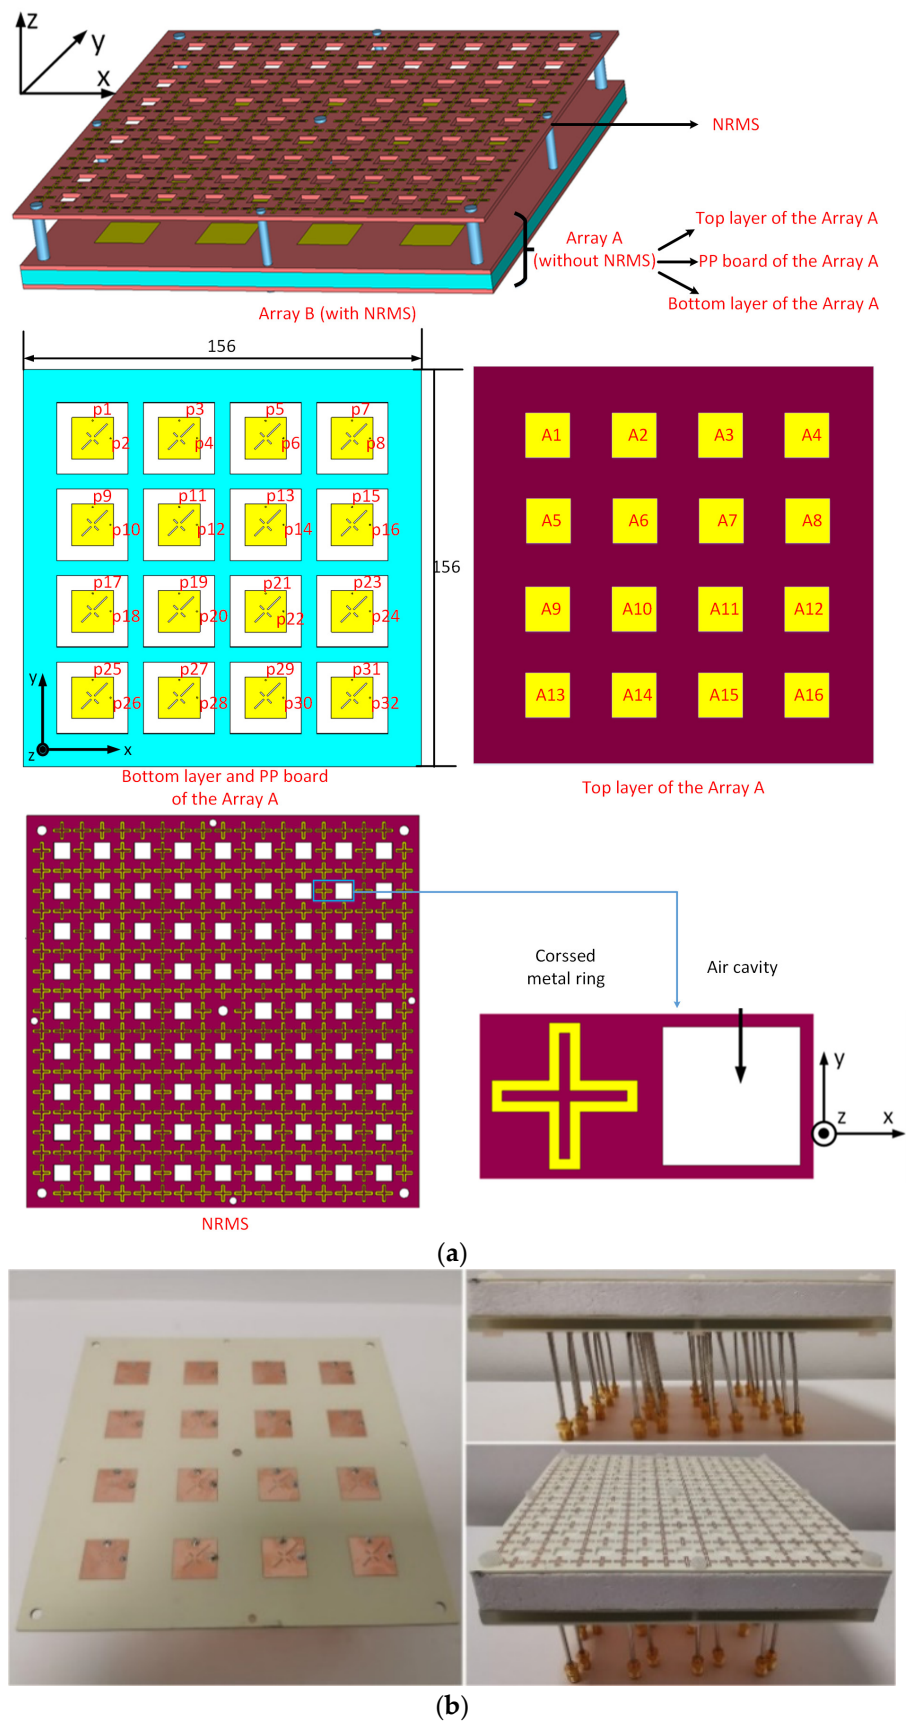 z
y
x
NRMS
Top layer of the Array A
Array A
(without NRMS)
PP board of the Array A
Bottom layer of the Array A
Array B (with NRMS)
156
p1 p3 p5 p7
p2 p4 p6 p8
A1 A2 A3 A4
p9 p11 p13 p15
p10 p12 p14 p16
A5 A6 A7 A8
156
p17 p19 p21 p23
p18 p20 p22 p24
A9 A10 A11 A12
p25 p27 p29 p31
p26 p28 p30 p32
A13 A14 A15 A16
y
z
x
Bottom layer and PP board
of the Array A
Top layer of the Array A
Corssed
metal ring
Air cavity
y
z
x
NRMS
(a)
(b)